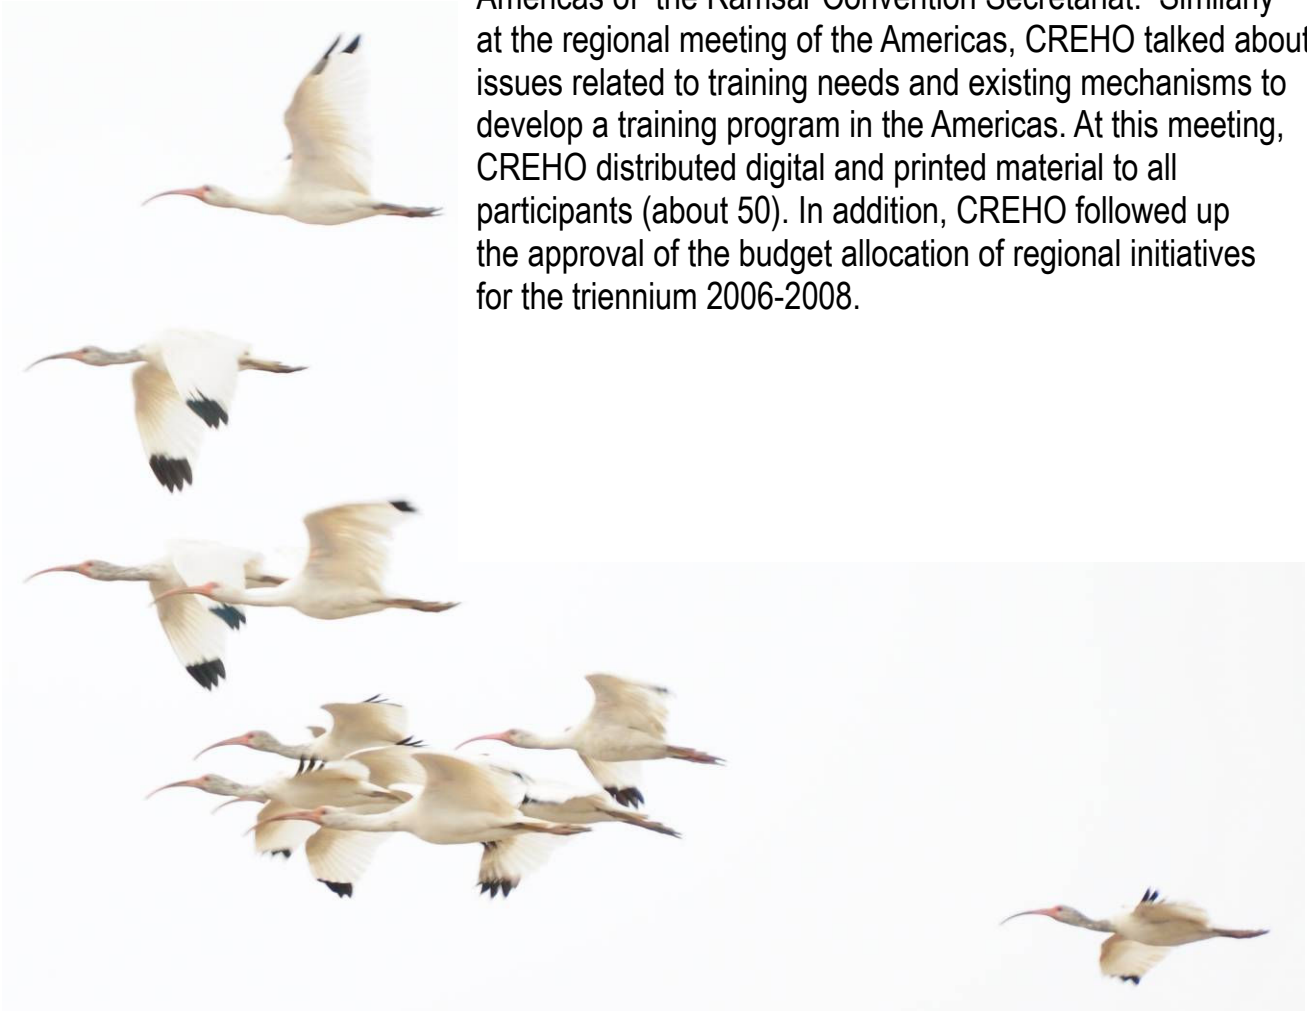 Americas of the Ramsar Convention Secretariat. Similarly
at the regional meeting of the Americas, CREHO talked about
issues related to training needs and existing mechanisms to
develop a training program in the Americas. At this meeting,
CREHO distributed digital and printed material to all
participants (about 50). In addition, CREHO followed up
the approval of the budget allocation of regional initiatives
for the triennium 2006-2008.